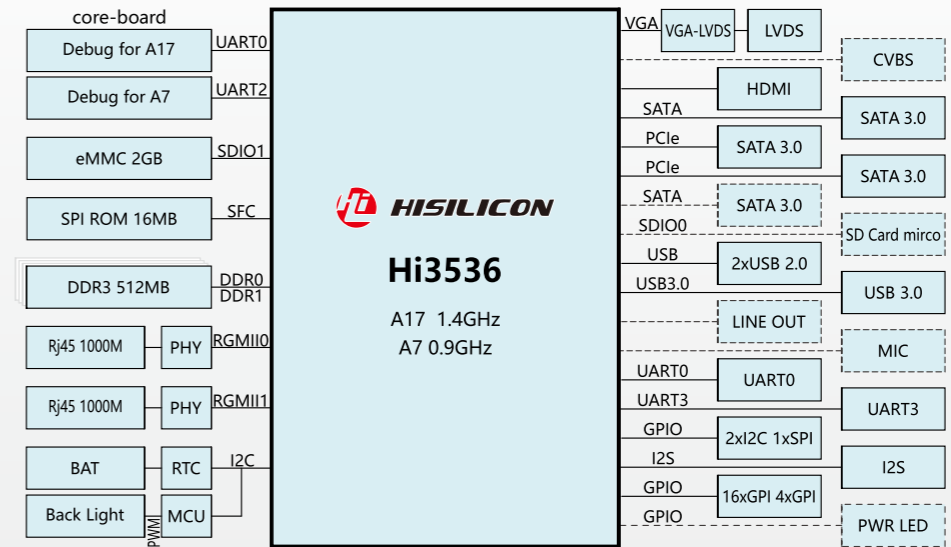 core-board
Debug for A17
UART0
Debug for A7
UART2
eMMC 2GB
SDIO1
SPI ROM 16MB
SFC
DDR3 512MB
DDR0
DDR1
Rj45 1000M
PHY
RGMII0
Rj45 1000M
PHY
RGMII1
BAT
RTC
I2C
Back Light
PWM
MCU
Hi HISILICON
Hi3536
A17 1.4GHz
A7 0.9GHz
VGA
VGA-LVDS
LVDS
CVBS
HDMI
SATA
SATA 3.0
PCIe
SATA 3.0
PCIe
SATA 3.0
SATA
SATA 3.0
SDIO0
SD Card mirco
USB
2xUSB 2.0
USB3.0
USB 3.0
LINE OUT
MIC
UART0
UART0
UART3
UART3
GPIO
2xI2C 1xSPI
I2S
I2S
GPIO
16xGPI 4xGPI
GPIO
PWR LED